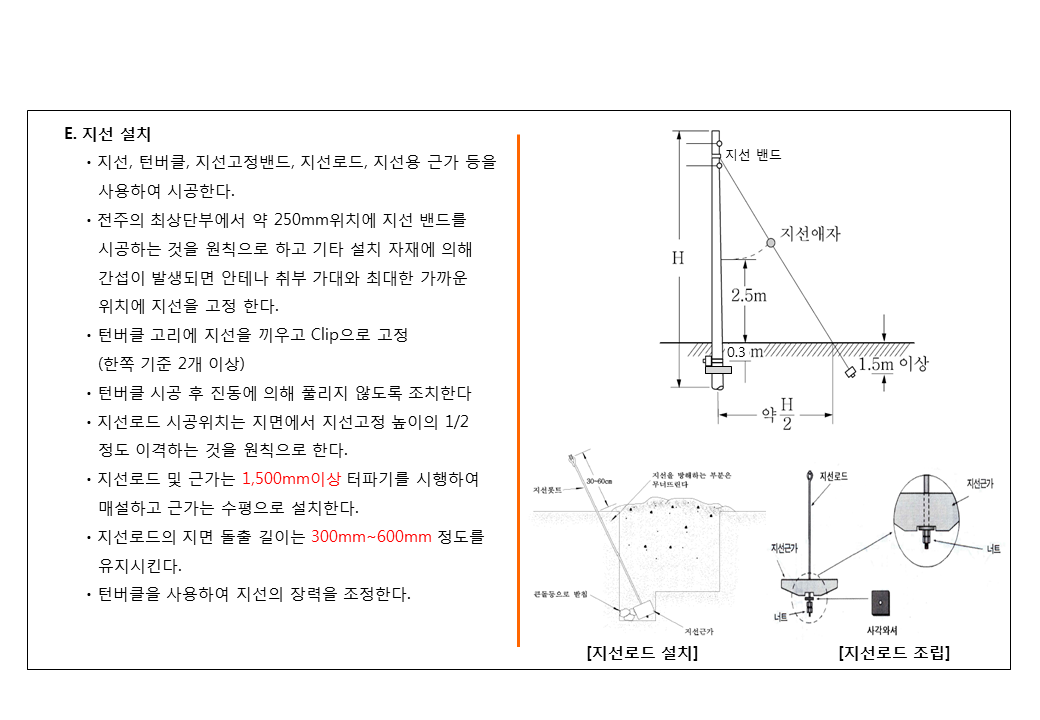 E. 지선 설치
・지선, 턴버클, 지선고정밴드, 지선로드, 지선용 근가 등을
사용하여 시공한다.
・전주의 최상단부에서 약 250mm위치에 지선 밴드를
시공하는 것을 원칙으로 하고 기타 설치 자재에 의해
간섭이 발생되면 안테나 취부 가대와 최대한 가까운
위치에 지선을 고정 한다.
・턴버클 고리에 지선을 끼우고 Clip으로 고정
(한쪽 기준 2개 이상)
・턴버클 시공 후 진동에 의해 풀리지 않도록 조치한다
・지선로드 시공위치는 지면에서 지선고정 높이의 1/2
정도 이격하는 것을 원칙으로 한다.
・지선로드 및 근가는 1,500mm이상 터파기를 시행하여
매설하고 근가는 수평으로 설치한다.
・지선로드의 지면 돌출 길이는 300mm~600mm 정도를
유지시킨다.
・턴버클을 사용하여 지선의 장력을 조정한다.
지선 밴드
지선애자
H
2.5m
0.3 m
1.5m 이상
약 H/2
30~60cm
지선을 방해하는 부분은
무너뜨린다
지선롯트
큰돌등으로 받침
지선근가
[지선로드 설치]
지선로드
지선근가
너트
지선근가
너트
사각와셔
[지선로드 조립]